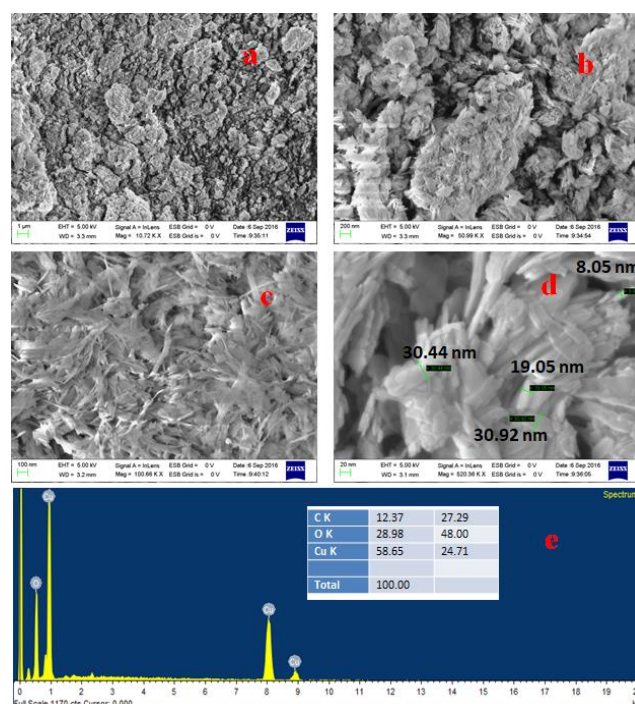 a
1 µm
EHT = 5.00 kV
Signal A = InLens
ESB Grid = 0 V
Date :6 Sep 2016
WD = 3.3 mm
Mag = 10.72 K X
ESB Grid is = 0 V
Time :9:35:11
ZEISS
b
200 nm
EHT = 5.00 kV
Signal A = InLens
ESB Grid = 0 V
Date :6 Sep 2016
WD = 3.3 mm
Mag = 50.99 K X
ESB Grid is = 0 V
Time :9:34:54
ZEISS
c
100 nm
EHT = 5.00 kV
Signal A = InLens
ESB Grid = 0 V
Date :6 Sep 2016
WD = 3.2 mm
Mag = 100.66 K X
ESB Grid is = 0 V
Time :9:40:12
ZEISS
d
8.05 nm
30.44 nm
19.05 nm
30.92 nm
20 nm
EHT = 5.00 kV
Signal A = InLens
ESB Grid = 0 V
Date :6 Sep 2016
WD = 3.1 mm
Mag = 520.36 K X
ESB Grid is = 0 V
Time :9:36:05
ZEISS
Spectrum
C K 12.37 27.29
O K 28.98 48.00
Cu K 58.65 24.71
Total 100.00
e
Cu
O
Cu
Cu
0 1 2 3 4 5 6 7 8 9 10 11 12 13 14 15 16 17 18 19
Full Scale 1170 cts Cursor: 0.000